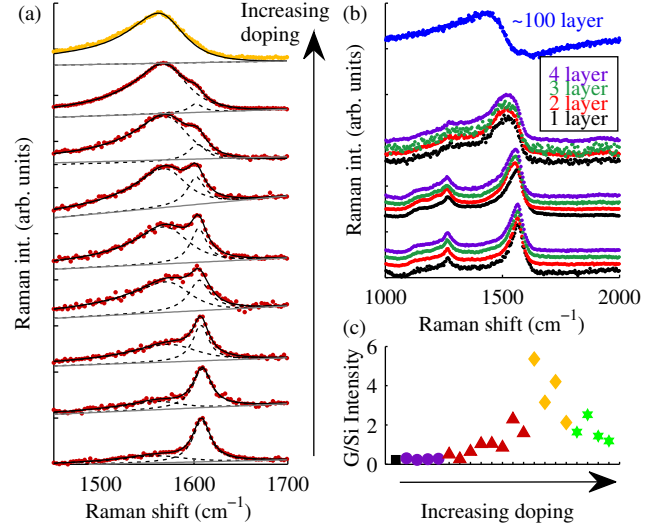 (a)
Increasing
doping
Raman int. (arb. units)
1500
1600
1700
Raman shift (cm−1)
(b)
~100 layer
4 layer
3 layer
2 layer
1 layer
Raman int. (arb. units)
1000
1500
2000
Raman shift (cm−1)
(c)
G/Si Intensity
6
4
2
0
Increasing doping